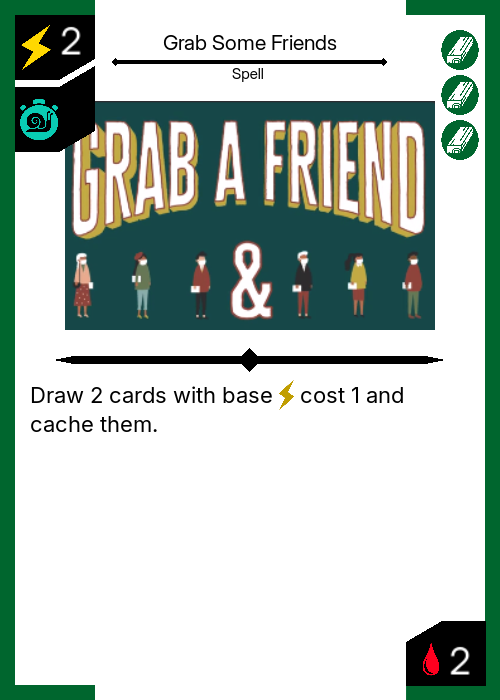 2
Grab Some Friends
Spell
GRAB A FRIEND
&
Draw 2 cards with base cost 1 and
cache them.
2